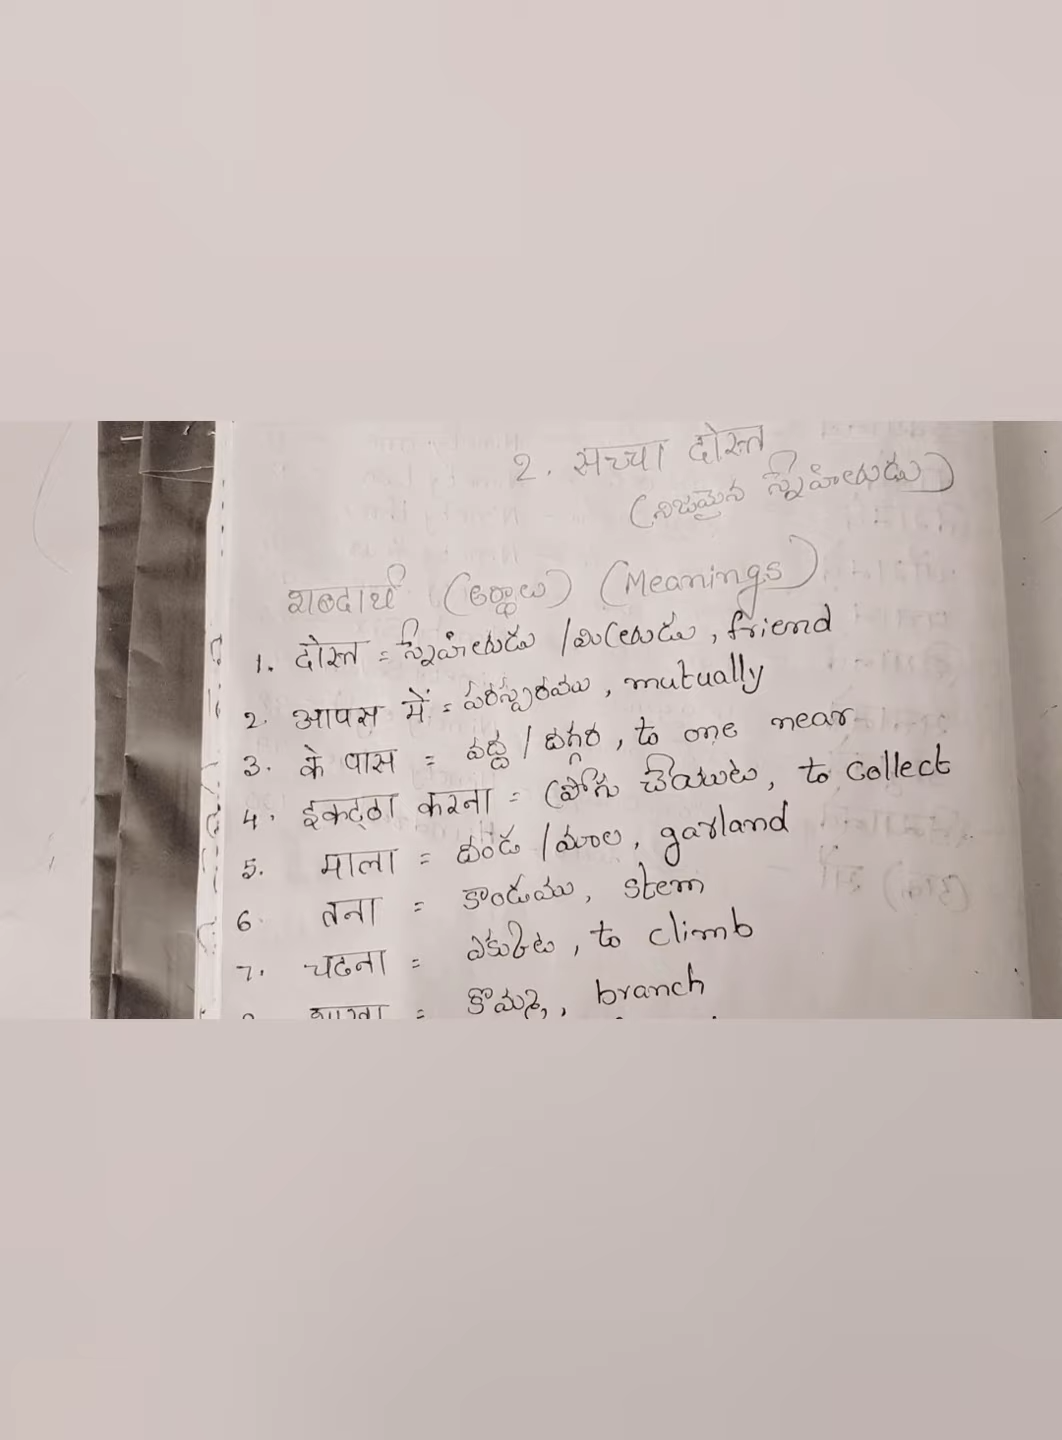 2. सच्चा दोस्त
(నిజమైన స్నేహితుడు)
शब्दार्थ (అర్థాలు) (Meanings)
1. दोस्त = స్నేహితుడు / మిత్రుడు, friend
2. आपस में = పరస్పరము, mutually
3. के पास = వద్ద / దగ్గర, to one near
4. इकट्ठा करना = ప్రోగు చేయుట, to collect
5. माला = దండ / మాల, garland
6. तना = కాండము, stem
7. चढना = ఎక్కుట, to climb
= కొమ్మ, branch